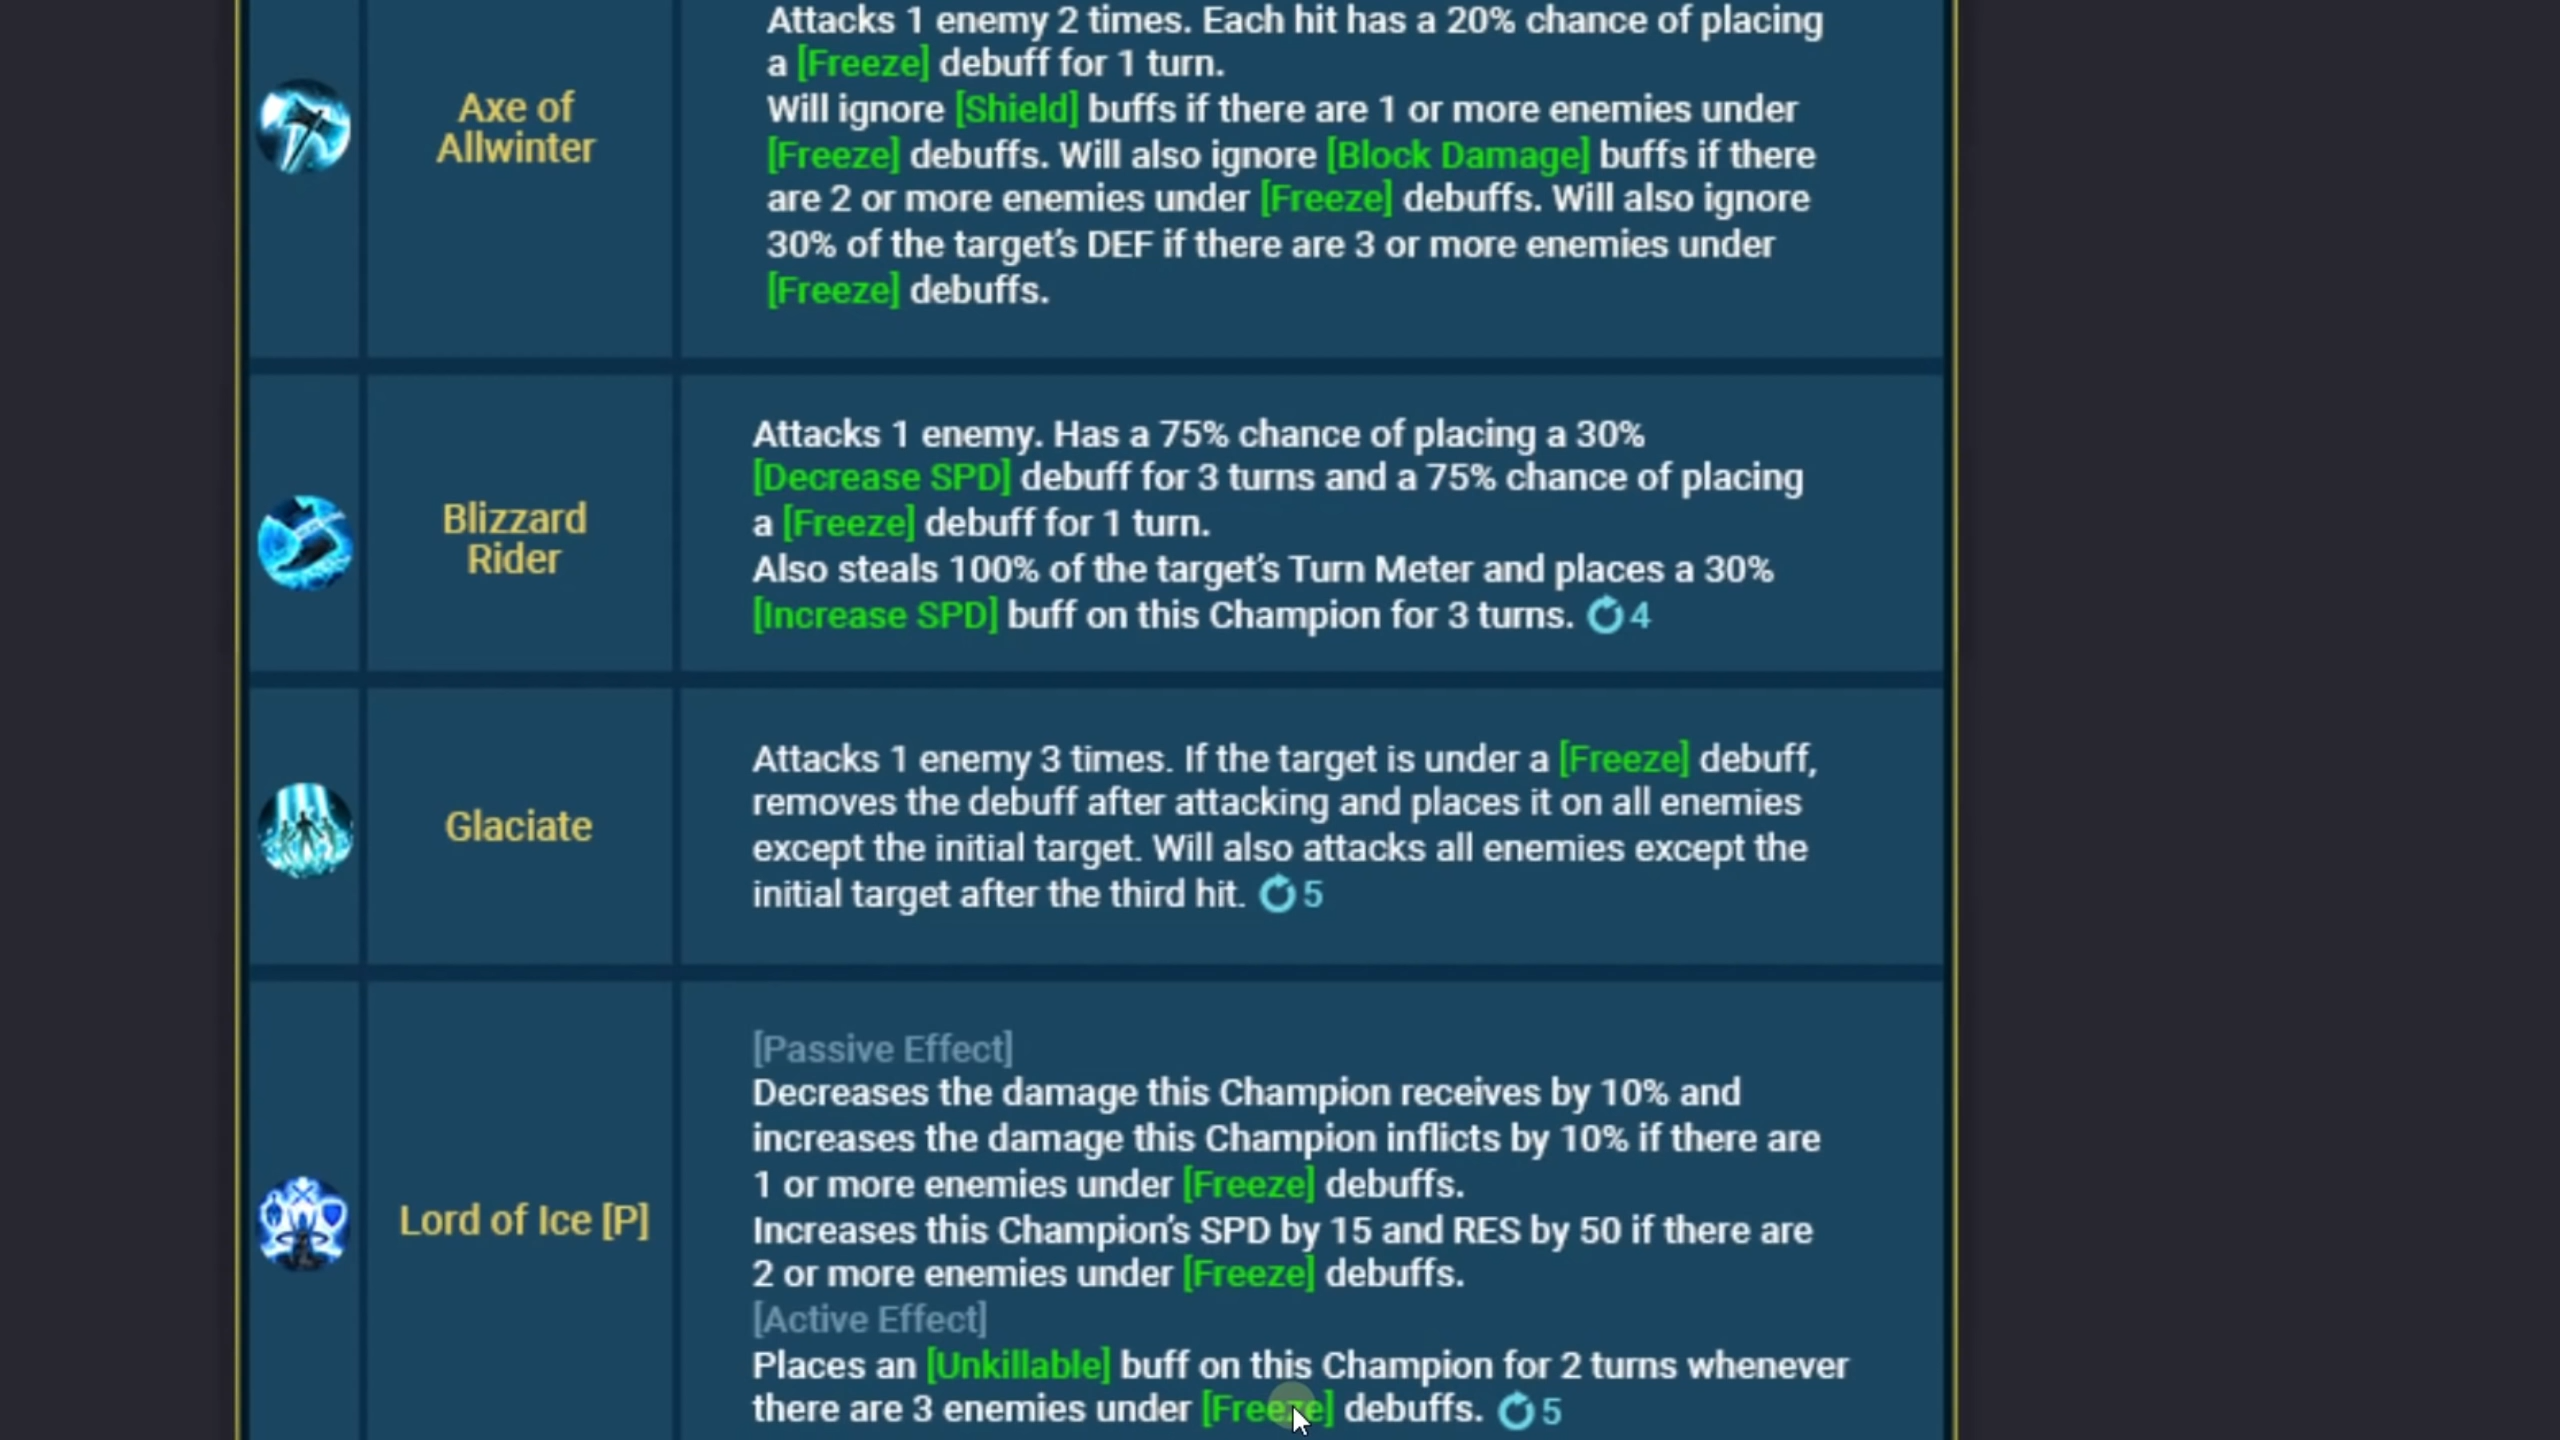 Attacks 1 enemy 2 times. Each hit has a 20% chance of placing
a [Freeze] debuff for 1 turn.
Will ignore [Shield] buffs if there are 1 or more enemies under
[Freeze] debuffs. Will also ignore [Block Damage] buffs if there
are 2 or more enemies under [Freeze] debuffs. Will also ignore
30% of the target's DEF if there are 3 or more enemies under
[Freeze] debuffs.
Axe of
Allwinter
Attacks 1 enemy. Has a 75% chance of placing a 30%
[Decrease SPD] debuff for 3 turns and a 75% chance of placing
a [Freeze] debuff for 1 turn.
Also steals 100% of the target's Turn Meter and places a 30%
[Increase SPD] buff on this Champion for 3 turns. 4
Blizzard
Rider
Attacks 1 enemy 3 times. If the target is under a [Freeze] debuff,
removes the debuff after attacking and places it on all enemies
except the initial target. Will also attacks all enemies except the
initial target after the third hit. 5
Glaciate
[Passive Effect]
Decreases the damage this Champion receives by 10% and
increases the damage this Champion inflicts by 10% if there are
1 or more enemies under [Freeze] debuffs.
Increases this Champion's SPD by 15 and RES by 50 if there are
2 or more enemies under [Freeze] debuffs.
[Active Effect]
Places an [Unkillable] buff on this Champion for 2 turns whenever
there are 3 enemies under [Freeze] debuffs. 5
Lord of Ice [P]